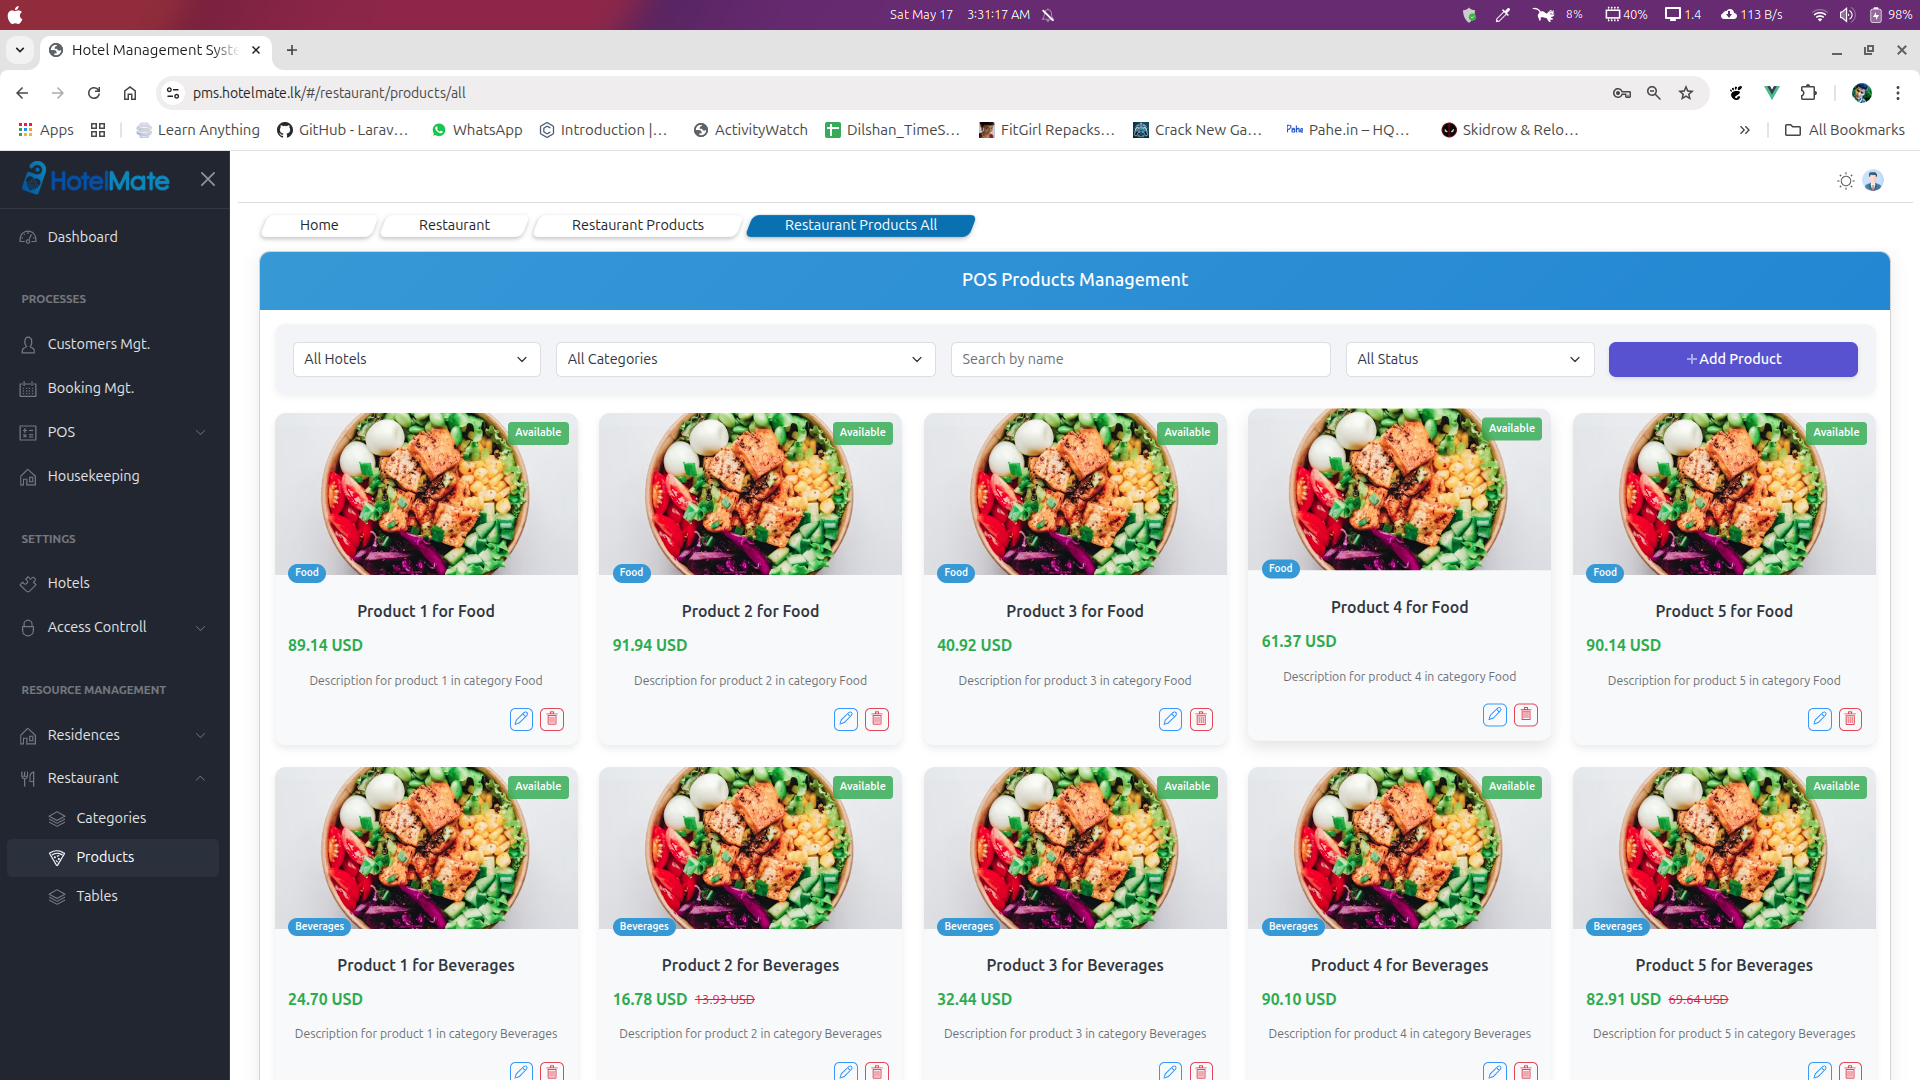 Sat May 17 3:31:17 AM 8% 40% 1.4 113 B/s 98%
Hotel Management Syste
pms.hotelmate.lk/#/restaurant/products/all
Apps Learn Anything GitHub - Larav… WhatsApp Introduction |… ActivityWatch Dilshan_TimeS… FitGirl Repacks… Crack New Ga… Pahe Pahe.in – HQ… Skidrow & Relo… » All Bookmarks
HotelMate
Dashboard
PROCESSES
Customers Mgt.
Booking Mgt.
POS
Housekeeping
SETTINGS
Hotels
Access Controll
RESOURCE MANAGEMENT
Residences
Restaurant
Categories
Products
Tables
Home Restaurant Restaurant Products Restaurant Products All
POS Products Management
All Hotels All Categories Search by name All Status +Add Product
Available Available Available Available Available
Food Food Food Food Food
Product 1 for Food Product 2 for Food Product 3 for Food Product 4 for Food Product 5 for Food
89.14 USD 91.94 USD 40.92 USD 61.37 USD 90.14 USD
Description for product 1 in category Food Description for product 2 in category Food Description for product 3 in category Food Description for product 4 in category Food Description for product 5 in category Food
Available Available Available Available Available
Beverages Beverages Beverages Beverages Beverages
Product 1 for Beverages Product 2 for Beverages Product 3 for Beverages Product 4 for Beverages Product 5 for Beverages
24.70 USD 16.78 USD 13.93 USD 32.44 USD 90.10 USD 82.91 USD 69.64 USD
Description for product 1 in category Beverages Description for product 2 in category Beverages Description for product 3 in category Beverages Description for product 4 in category Beverages Description for product 5 in category Beverages